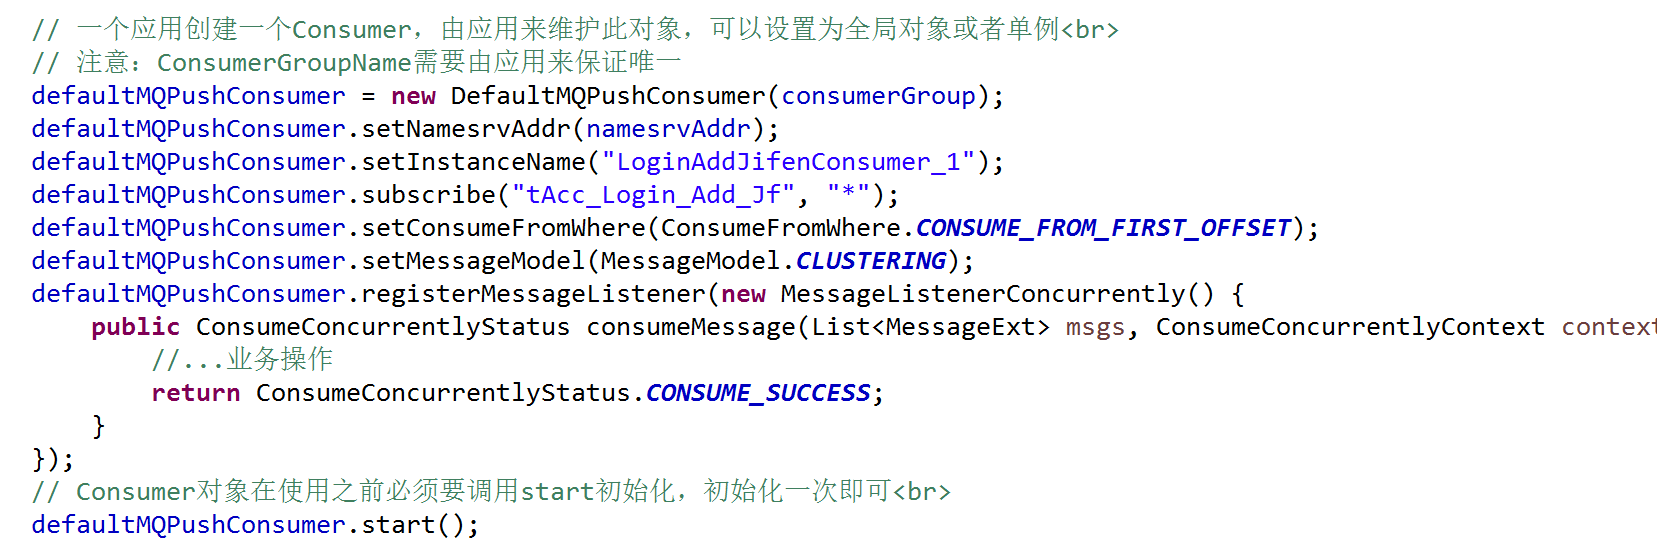 // 一个应用创建一个Consumer，由应用来维护此对象，可以设置为全局对象或者单例<br>
// 注意：ConsumerGroupName需要由应用来保证唯一
defaultMQPushConsumer = new DefaultMQPushConsumer(consumerGroup);
defaultMQPushConsumer.setNamesrvAddr(namesrvAddr);
defaultMQPushConsumer.setInstanceName("LoginAddJifenConsumer_1");
defaultMQPushConsumer.subscribe("tAcc_Login_Add_Jf", "*");
defaultMQPushConsumer.setConsumeFromWhere(ConsumeFromWhere.CONSUME_FROM_FIRST_OFFSET);
defaultMQPushConsumer.setMessageModel(MessageModel.CLUSTERING);
defaultMQPushConsumer.registerMessageListener(new MessageListenerConcurrently() {
    public ConsumeConcurrentlyStatus consumeMessage(List<MessageExt> msgs, ConsumeConcurrentlyContext context
        //...业务操作
        return ConsumeConcurrentlyStatus.CONSUME_SUCCESS;
    }
});
// Consumer对象在使用之前必须要调用start初始化，初始化一次即可<br>
defaultMQPushConsumer.start();